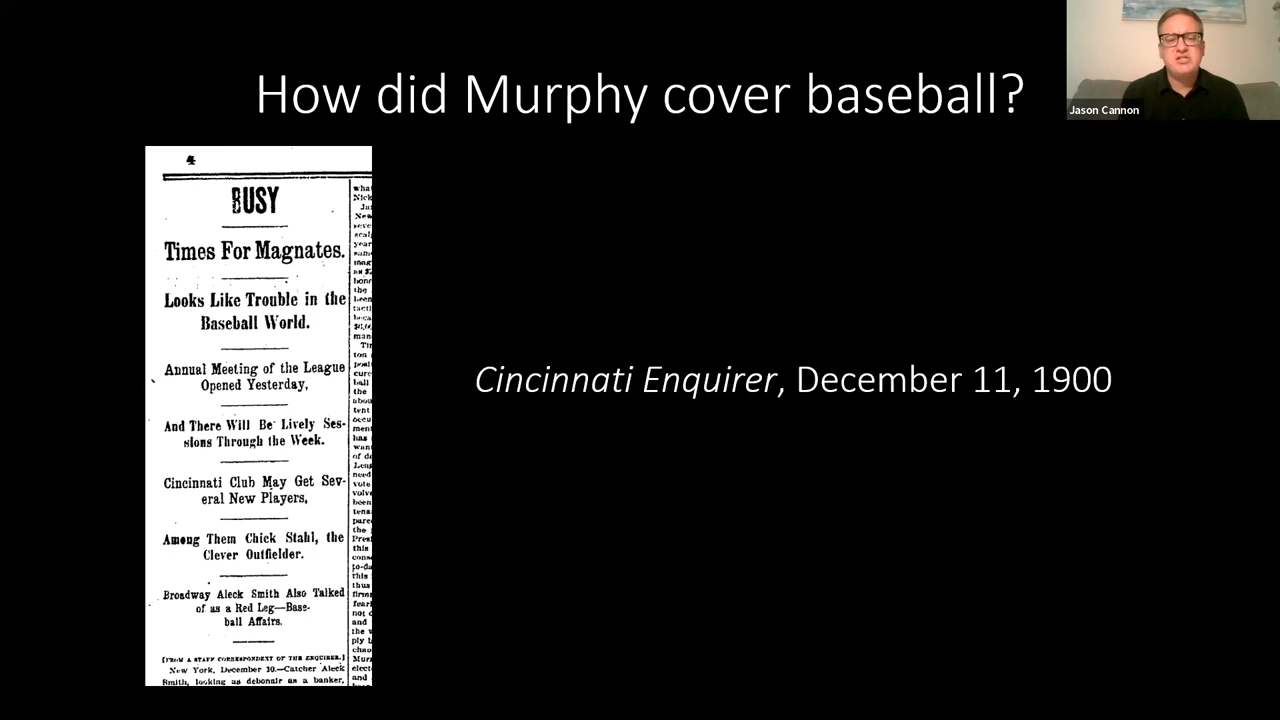 How did Murphy cover baseball?
Jason Cannon
4
BUSY
Times For Magnates.
Looks Like Trouble in the
Baseball World.
Annual Meeting of the League
Opened Yesterday,
And There Will Be Lively Ses-
sions Through the Week.
Cincinnati Club May Get Sev-
eral New Players,
Among Them Chick Stahl, the
Clever Outfielder.
Broadway Aleck Smith Also Talked
of as a Red Leg—Base-
ball Affairs.
[FROM A STAFF CORRESPONDENT OF THE ENQUIRER.]
New York, December 10.—Catcher Aleck
Smith, looking as debonair as a banker,
Cincinnati Enquirer, December 11, 1900